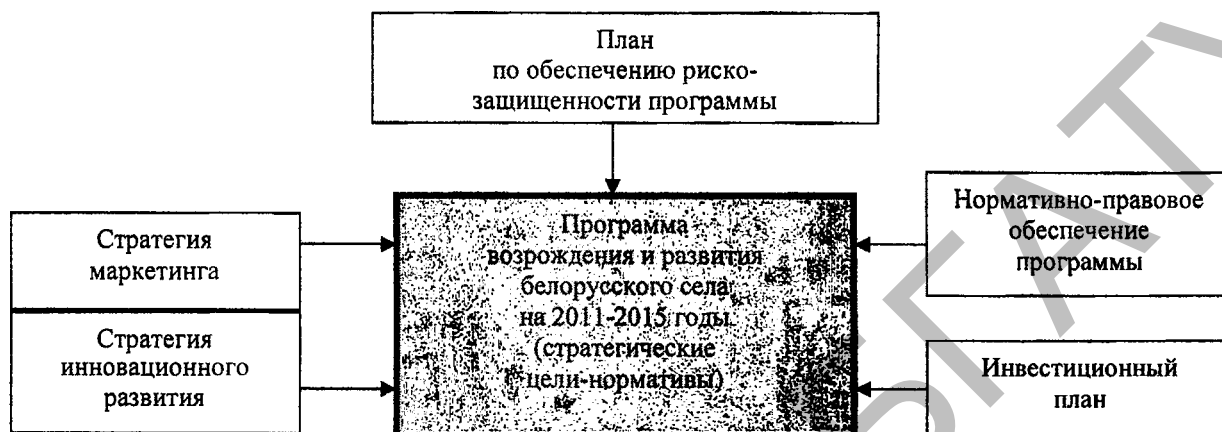 План
по обеспечению риско-
защищенности программы
Стратегия
маркетинга
Стратегия
инновационного
развития
Программа
возрождения и развития
белорусского села
на 2011-2015 годы
(стратегические
цели-нормативы)
Нормативно-правовое
обеспечение
программы
Инвестиционный
план
БГАТУ